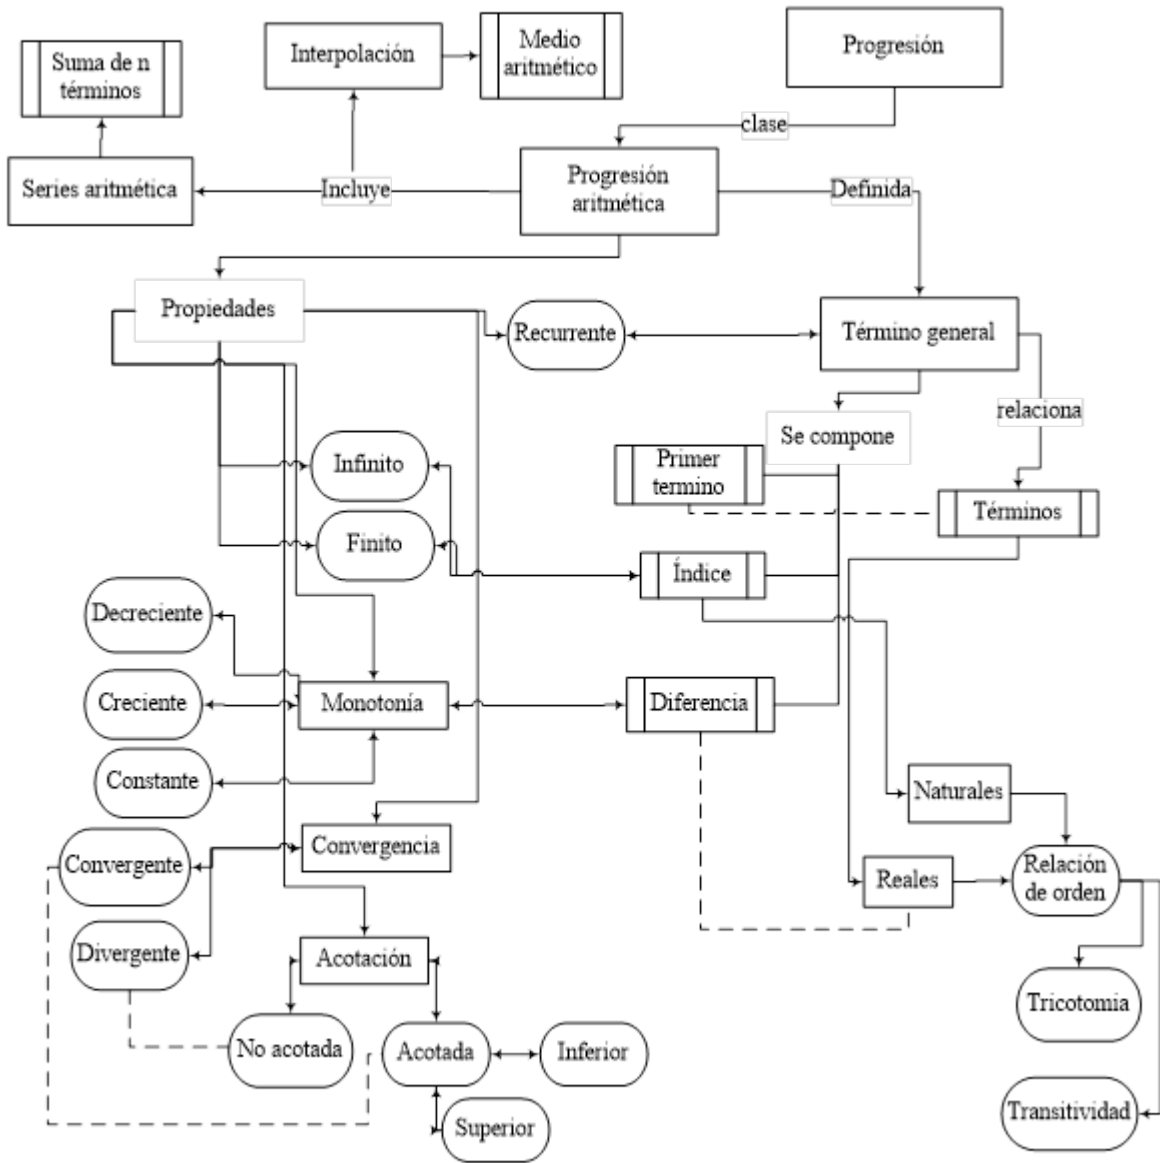 Progresión
Interpolación
Medio
aritmético
Suma de n
términos
clase
Series aritmética
Incluye
Progresión
aritmética
Definida
Propiedades
Recurrente
Término general
relaciona
Se compone
Infinito
Primer
termino
Términos
Finito
Índice
Decreciente
Creciente
Monotonía
Diferencia
Constante
Naturales
Convergente
Convergencia
Reales
Relación
de orden
Divergente
Acotación
Tricotomia
No acotada
Acotada
Inferior
Superior
Transitividad